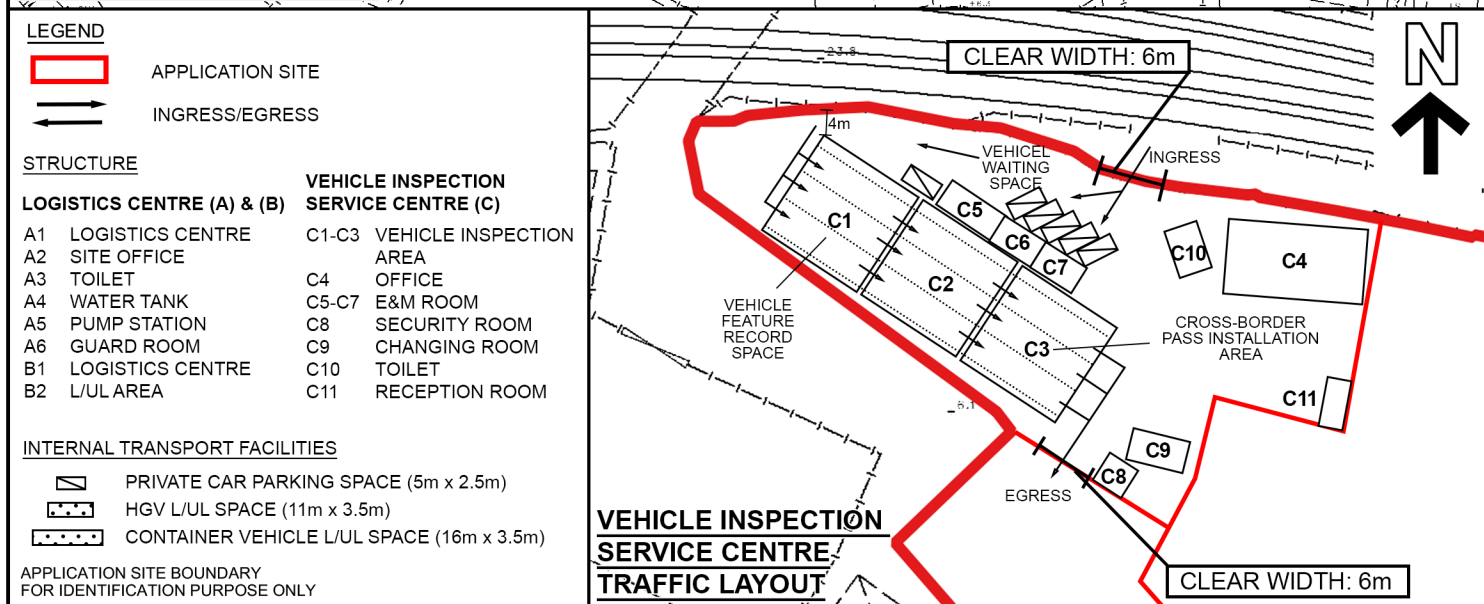 LEGEND
APPLICATION SITE
INGRESS/EGRESS
STRUCTURE
LOGISTICS CENTRE (A) & (B)
A1 LOGISTICS CENTRE
A2 SITE OFFICE
A3 TOILET
A4 WATER TANK
A5 PUMP STATION
A6 GUARD ROOM
B1 LOGISTICS CENTRE
B2 L/UL AREA
VEHICLE INSPECTION
SERVICE CENTRE (C)
C1-C3 VEHICLE INSPECTION
AREA
C4 OFFICE
C5-C7 E&M ROOM
C8 SECURITY ROOM
C9 CHANGING ROOM
C10 TOILET
C11 RECEPTION ROOM
INTERNAL TRANSPORT FACILITIES
PRIVATE CAR PARKING SPACE (5m x 2.5m)
HGV L/UL SPACE (11m x 3.5m)
CONTAINER VEHICLE L/UL SPACE (16m x 3.5m)
APPLICATION SITE BOUNDARY
FOR IDENTIFICATION PURPOSE ONLY
CLEAR WIDTH: 6m
N
4m
VEHICEL
WAITING
SPACE
INGRESS
C1
C5
C6
C7
C10
C4
C2
VEHICLE
FEATURE
RECORD
SPACE
C3
CROSS-BORDER
PASS INSTALLATION
AREA
C11
C9
C8
EGRESS
VEHICLE INSPECTION
SERVICE CENTRE
TRAFFIC LAYOUT
CLEAR WIDTH: 6m